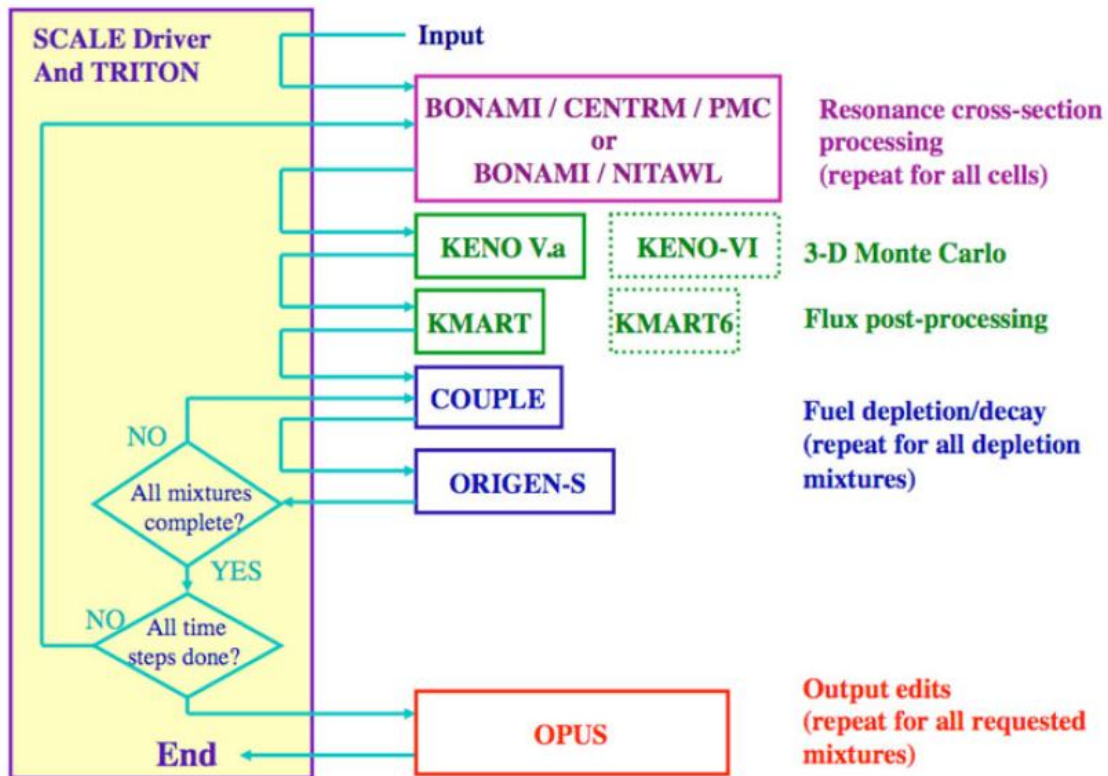 SCALE Driver
And TRITON
Input
BONAMI / CENTRM / PMC
or
BONAMI / NITAWL
Resonance cross-section
processing
(repeat for all cells)
KENO V.a
KENO-VI
3-D Monte Carlo
KMART
KMART6
Flux post-processing
COUPLE
Fuel depletion/decay
(repeat for all depletion
mixtures)
NO
ORIGEN-S
All mixtures
complete?
YES
NO
All time
steps done?
Output edits
(repeat for all requested
mixtures)
OPUS
End